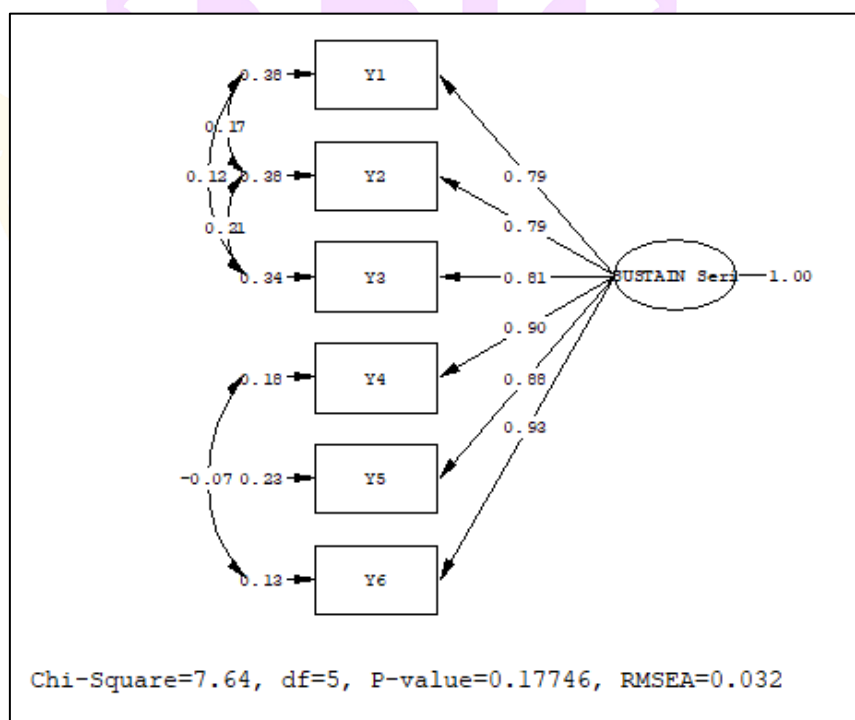 0.38 Y1
0.17
0.12 0.38 Y2 0.79
0.79
0.21
0.34 Y3 0.81 SUSTAIN Seri 1.00
0.90
0.18 Y4 0.88
0.93
-0.07 0.23 Y5
0.13 Y6
Chi-Square=7.64, df=5, P-value=0.17746, RMSEA=0.032